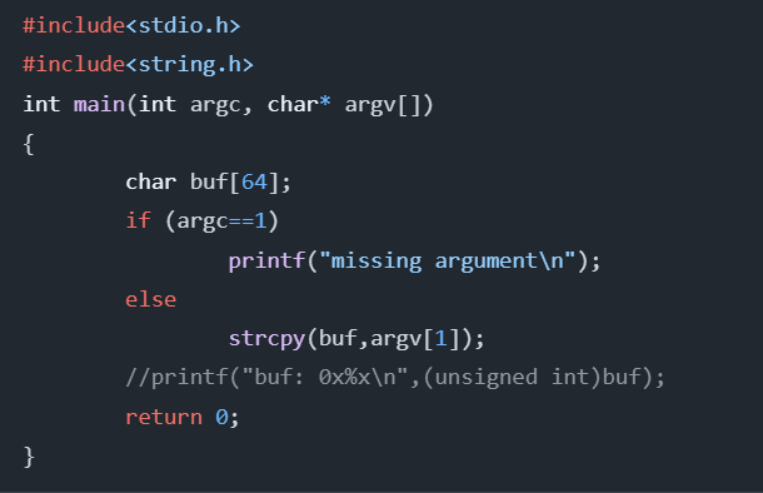 #include<stdio.h>
#include<string.h>
int main(int argc, char* argv[])
{
        char buf[64];
        if (argc==1)
                printf("missing argument\n");
        else
                strcpy(buf,argv[1]);
        //printf("buf: 0x%x\n",(unsigned int)buf);
        return 0;
}